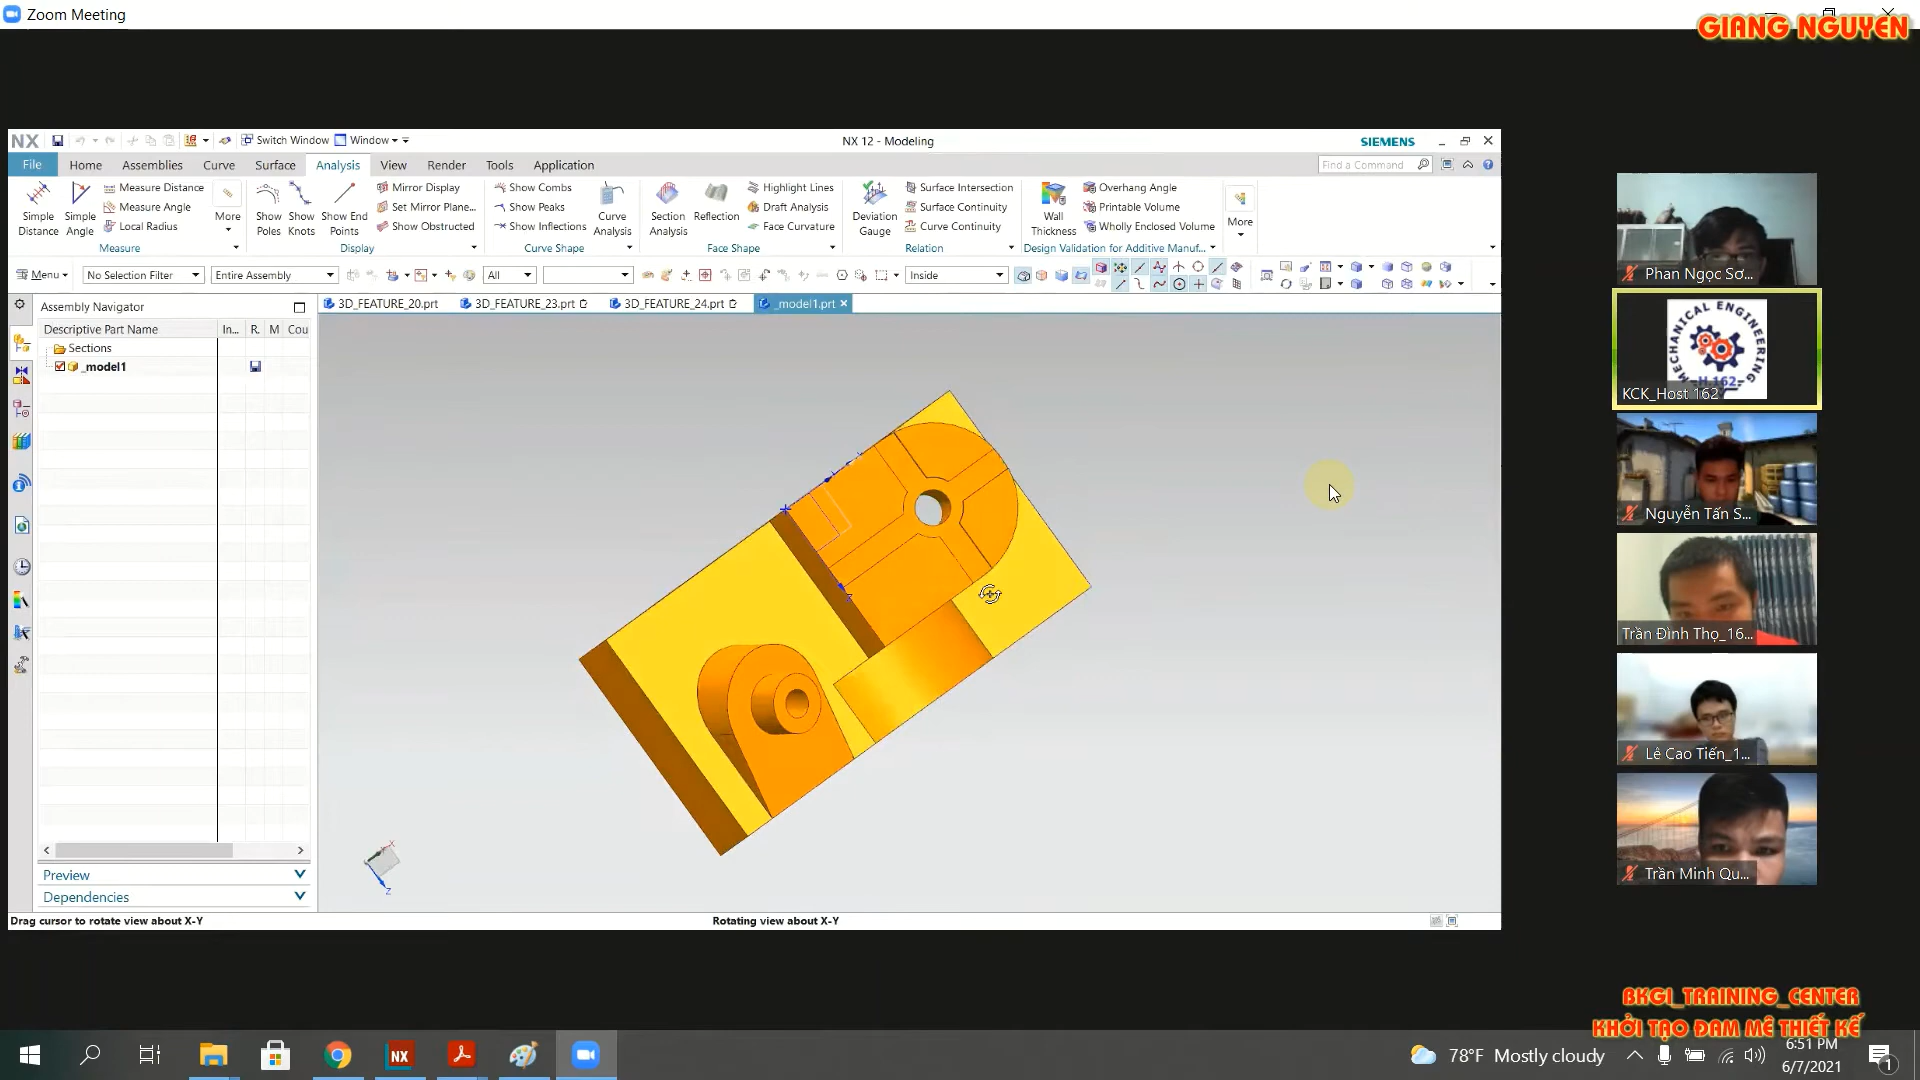 Zoom Meeting
GIANG NGUYEN
NX
Switch Window
Window
NX 12 - Modeling
SIEMENS
File
Home
Assemblies
Curve
Surface
Analysis
View
Render
Tools
Application
Find a Command
Simple Distance
Simple Angle
Measure Distance
Measure Angle
Local Radius
More
Measure
Show Poles
Show Knots
Show End Points
Mirror Display
Set Mirror Plane...
Show Obstructed
Display
Show Combs
Show Peaks
Show Inflections
Curve Analysis
Curve Shape
Section Analysis
Reflection
Highlight Lines
Draft Analysis
Face Curvature
Face Shape
Deviation Gauge
Surface Intersection
Surface Continuity
Curve Continuity
Relation
Wall Thickness
Overhang Angle
Printable Volume
Wholly Enclosed Volume
Design Validation for Additive Manuf...
More
Menu
No Selection Filter
Entire Assembly
All
Inside
Assembly Navigator
3D_FEATURE_20.prt
3D_FEATURE_23.prt
3D_FEATURE_24.prt
_model1.prt
Descriptive Part Name
In...
R.
M
Cou
Sections
_model1
X
Z
Preview
Dependencies
Drag cursor to rotate view about X-Y
Rotating view about X-Y
Phan Ngọc Sơ...
MECHANICAL ENGINEERING
H.162
KCK_Host 162
Nguyễn Tấn S...
Trần Đình Thọ_16...
Lê Cao Tiến_1...
Trần Minh Qu...
BKGI_TRAINING_CENTER
KHỞI TẠO ĐAM MÊ THIẾT KẾ
NX
78°F Mostly cloudy
6:51 PM
6/7/2021
1